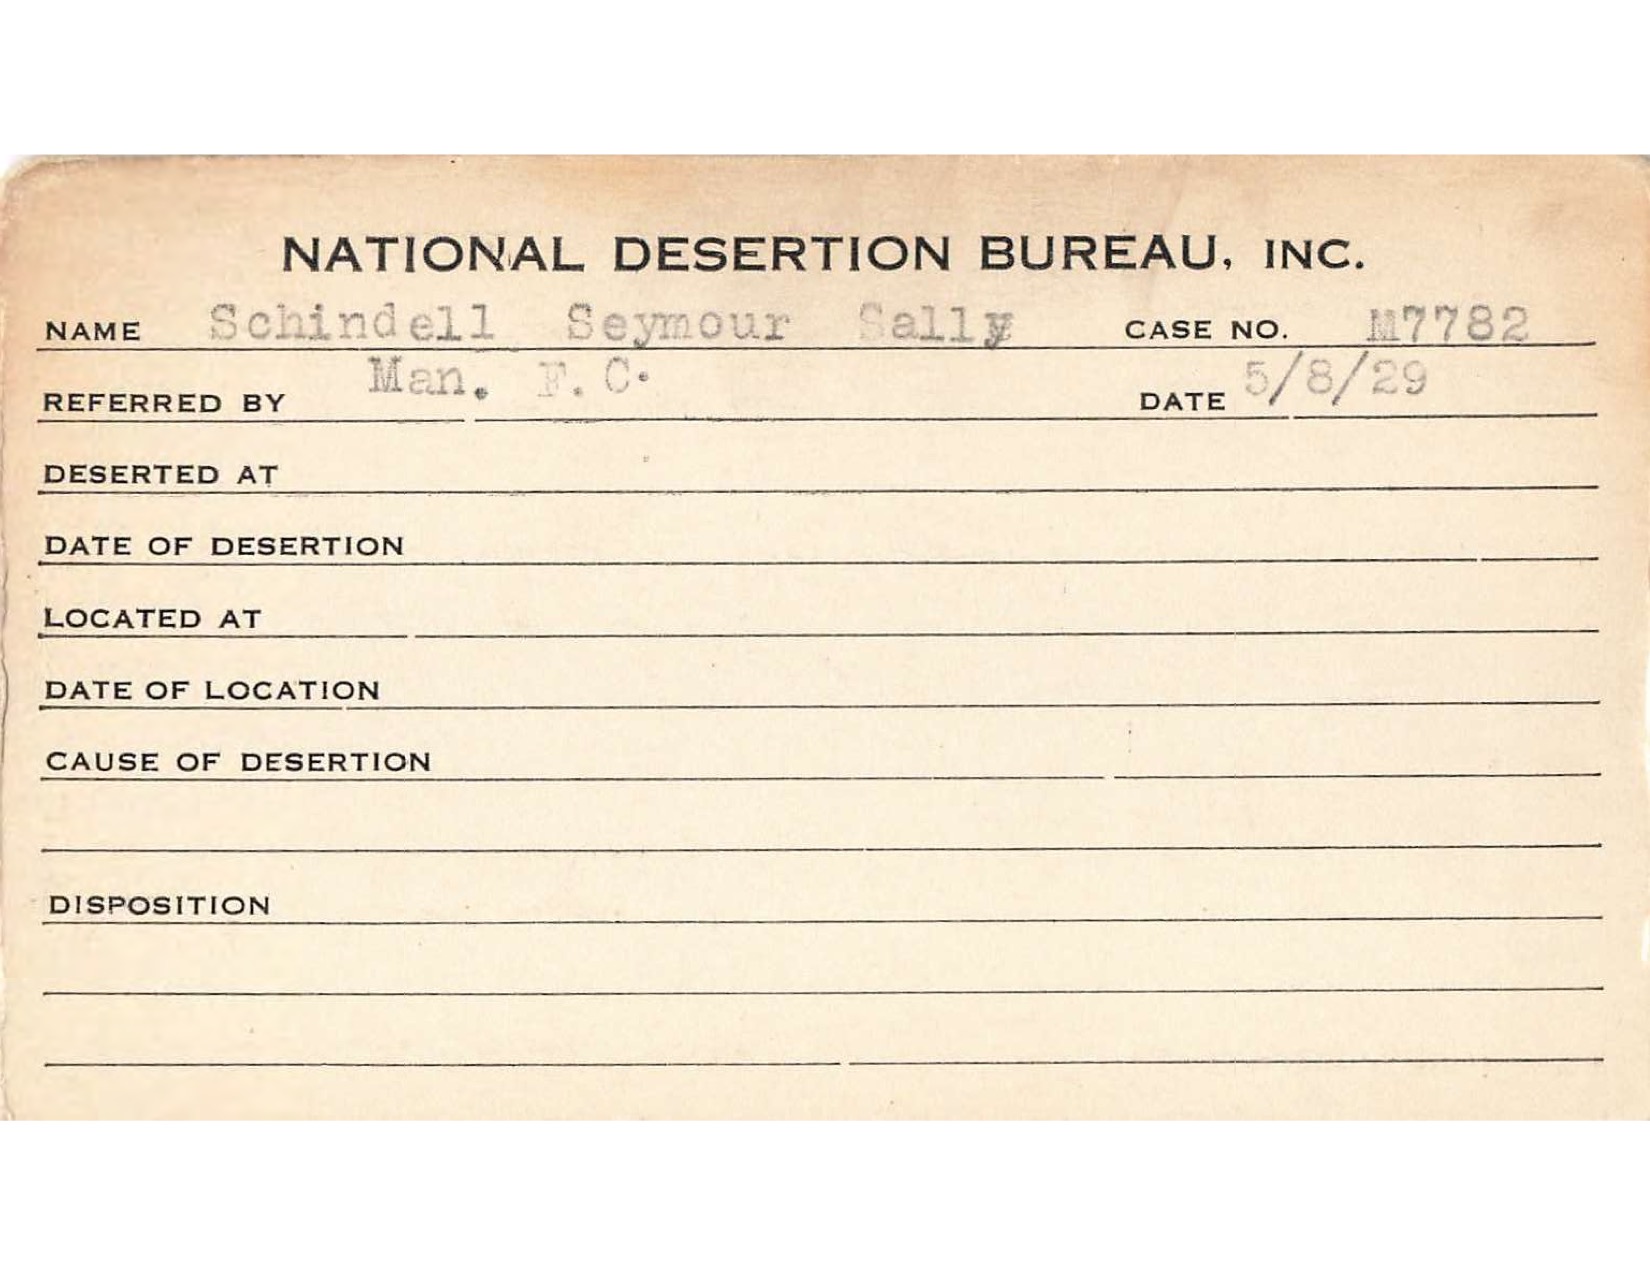 NATIONAL DESERTION BUREAU, INC.
NAME Schindell Seymour Sally CASE NO. M7782
REFERRED BY Man. F.C. DATE 5/8/29
DESERTED AT
DATE OF DESERTION
LOCATED AT
DATE OF LOCATION
CAUSE OF DESERTION
DISPOSITION